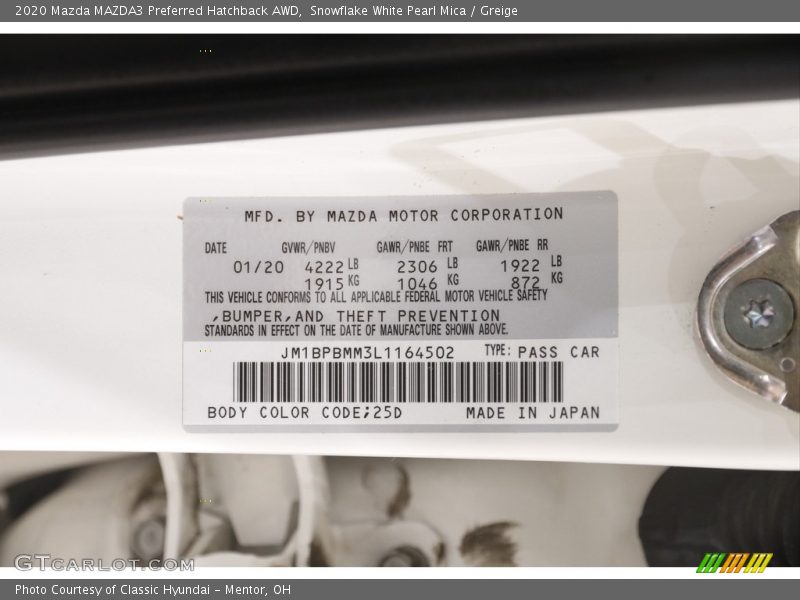 2020 Mazda MAZDA3 Preferred Hatchback AWD, Snowflake White Pearl Mica / Greige
MFD. BY MAZDA MOTOR CORPORATION
DATE GVWR/PNBV GAWR/PNBE FRT GAWR/PNBE RR
01/20 4222 LB 2306 LB 1922 LB
1915 KG 1046 KG 872 KG
THIS VEHICLE CONFORMS TO ALL APPLICABLE FEDERAL MOTOR VEHICLE SAFETY
,BUMPER,AND THEFT PREVENTION
STANDARDS IN EFFECT ON THE DATE OF MANUFACTURE SHOWN ABOVE.
JM1BPBMM3L1164502 TYPE: PASS CAR
BODY COLOR CODE;25D MADE IN JAPAN
GTCarlot.com
Photo Courtesy of Classic Hyundai - Mentor, OH